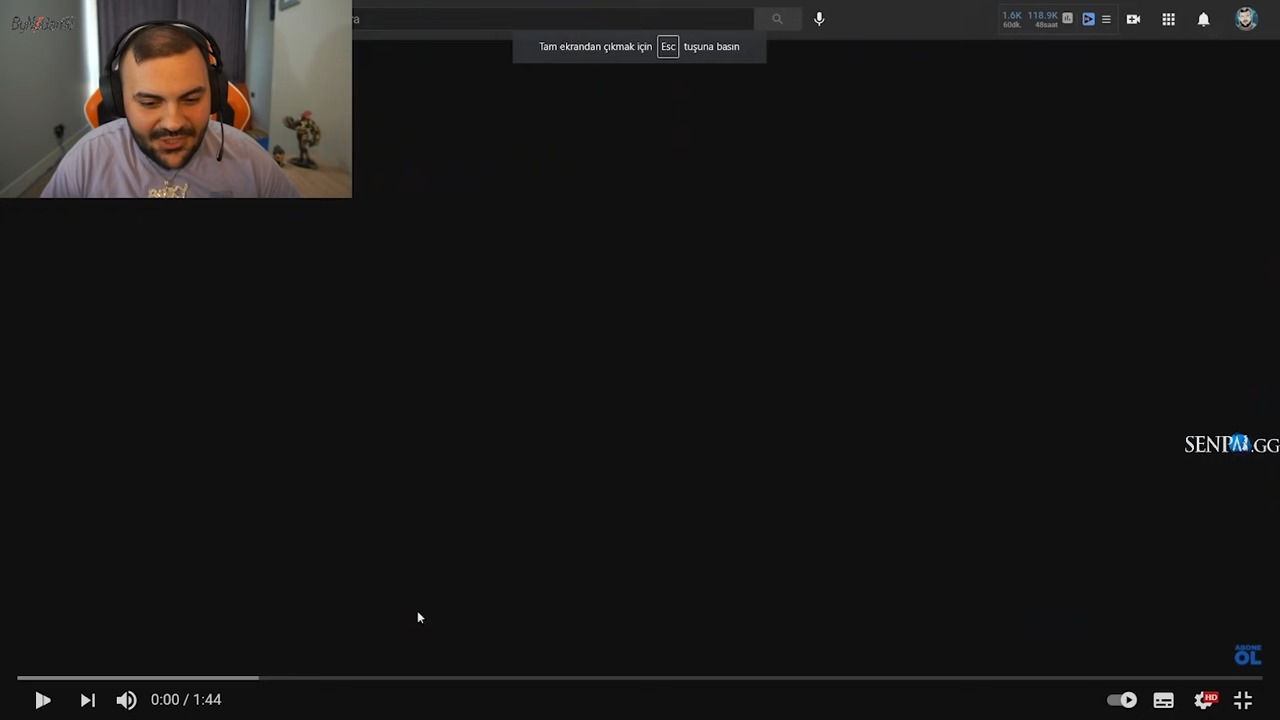 ra
1.6K 118.9K
60dk. 48saat
Tam ekrandan çıkmak için Esc tuşuna basın
SENPAI.GG
ABONE
OL
0:00 / 1:44
HD